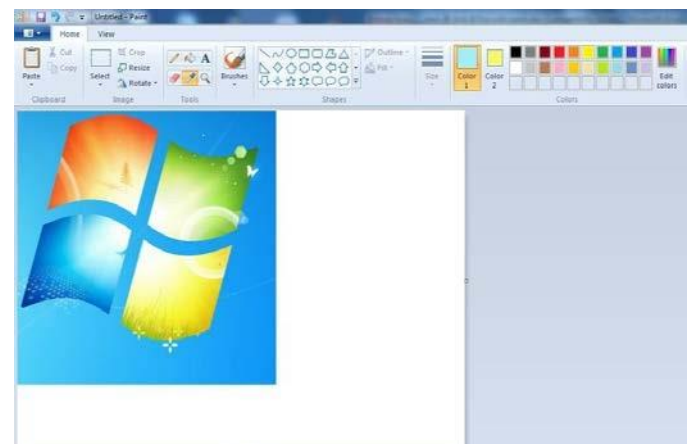 Untitled - Paint
Home View
Paste
Cut
Copy
Clipboard
Select
Crop
Resize
Rotate
Image
A
Tools
Brushes
Shapes
Outline
Fill
Size
Color
1
Color
2
Edit
colors
Colors